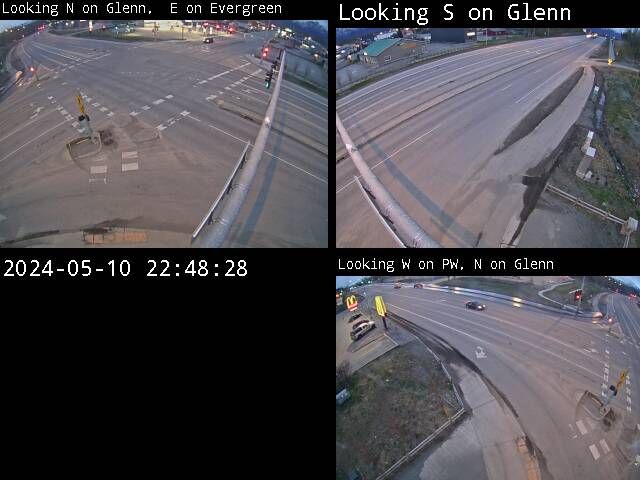 Looking N on Glenn,  E on Evergreen
Looking S on Glenn
2024-05-10 22:48:28
Looking W on PW, N on Glenn